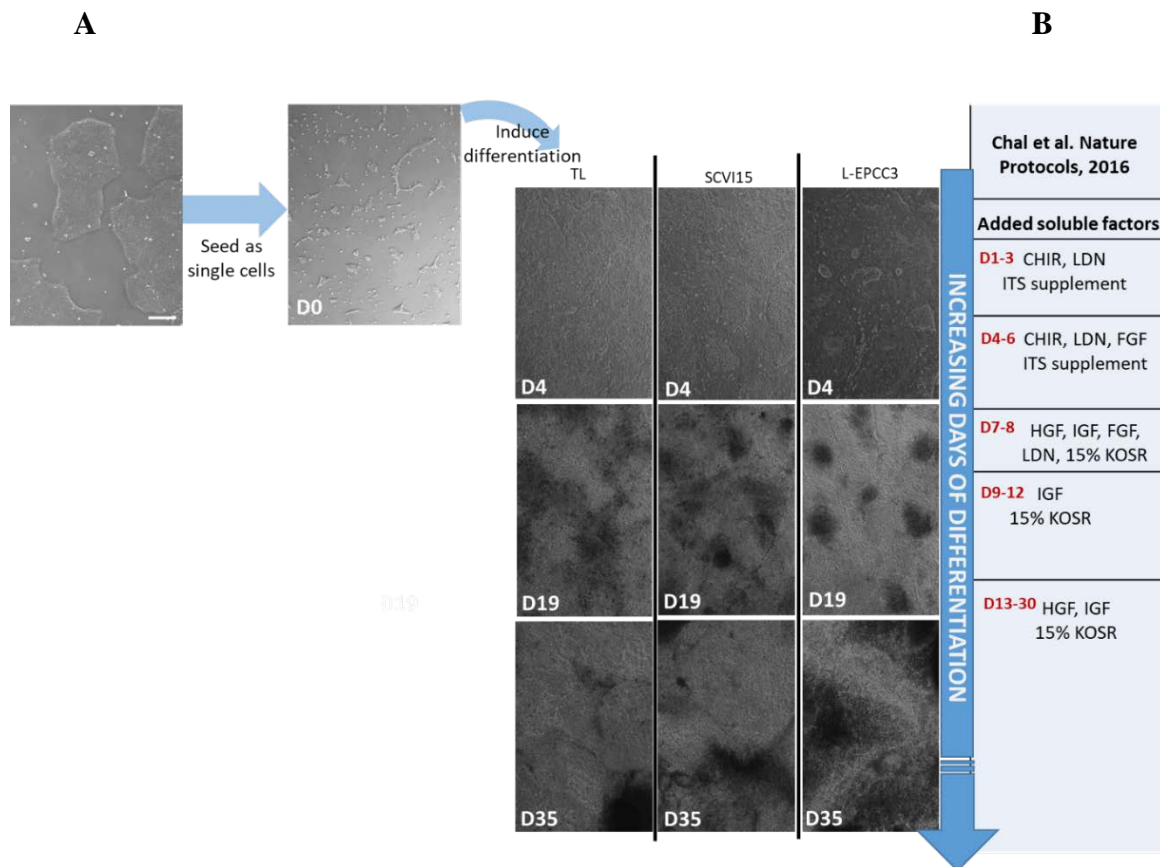 A
B
Seed as
single cells
D0
Induce
differentiation
TL
SCVI15
L-EPCC3
D4
D4
D4
D19
D19
D19
D35
D35
D35
D19
INCREASING DAYS OF DIFFERENTIATION
Chal et al. Nature
Protocols, 2016
Added soluble factors
D1-3 CHIR, LDN
ITS supplement
D4-6 CHIR, LDN, FGF
ITS supplement
D7-8 HGF, IGF, FGF,
LDN, 15% KOSR
D9-12 IGF
15% KOSR
D13-30 HGF, IGF
15% KOSR